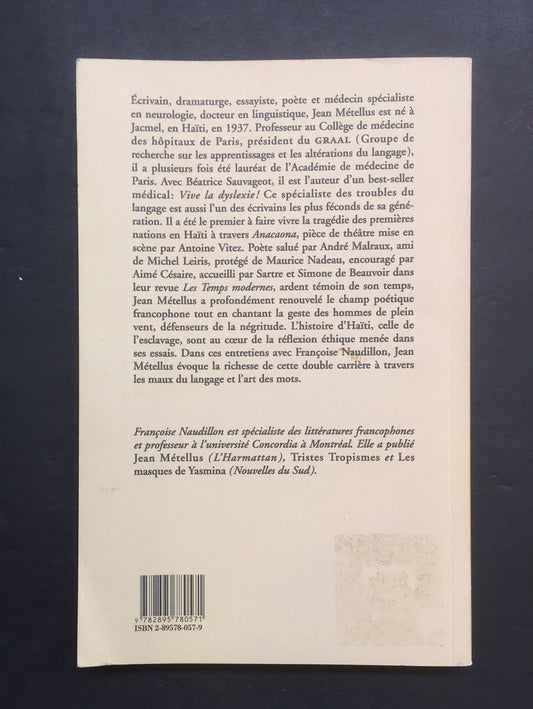 Écrivain, dramaturge, essayiste, poète et médecin spécialiste
en neurologie, docteur en linguistique, Jean Métellus est né à
Jacmel, en Haïti, en 1937. Professeur au Collège de médecine
des hôpitaux de Paris, président du GRAAL (Groupe de
recherche sur les apprentissages et les altérations du langage),
il a plusieurs fois été lauréat de l'Académie de médecine de
Paris. Avec Béatrice Sauvageot, il est l'auteur d'un best-seller
médical: Vive la dyslexie! Ce spécialiste des troubles du
langage est aussi l'un des écrivains les plus féconds de sa géné-
ration. Il a été le premier à faire vivre la tragédie des premières
nations en Haïti à travers Anacaona, pièce de théâtre mise en
scène par Antoine Vitez. Poète salué par André Malraux, ami
de Michel Leiris, protégé de Maurice Nadeau, encouragé par
Aimé Césaire, accueilli par Sartre et Simone de Beauvoir dans
leur revue Les Temps modernes, ardent témoin de son temps,
Jean Métellus a profondément renouvelé le champ poétique
francophone tout en chantant la geste des hommes de plein
vent, défenseurs de la négritude. L'histoire d'Haïti, celle de
l'esclavage, sont au cœur de la réflexion éthique menée dans
ses essais. Dans ces entretiens avec Françoise Naudillon, Jean
Métellus évoque la richesse de cette double carrière à travers
les maux du langage et l'art des mots.
Françoise Naudillon est spécialiste des littératures francophones
et professeur à l'université Concordia à Montréal. Elle a publié
Jean Métellus (L'Harmattan), Tristes Tropismes et Les
masques de Yasmina (Nouvelles du Sud).
9 782895 780571
ISBN 2-89578-057-9